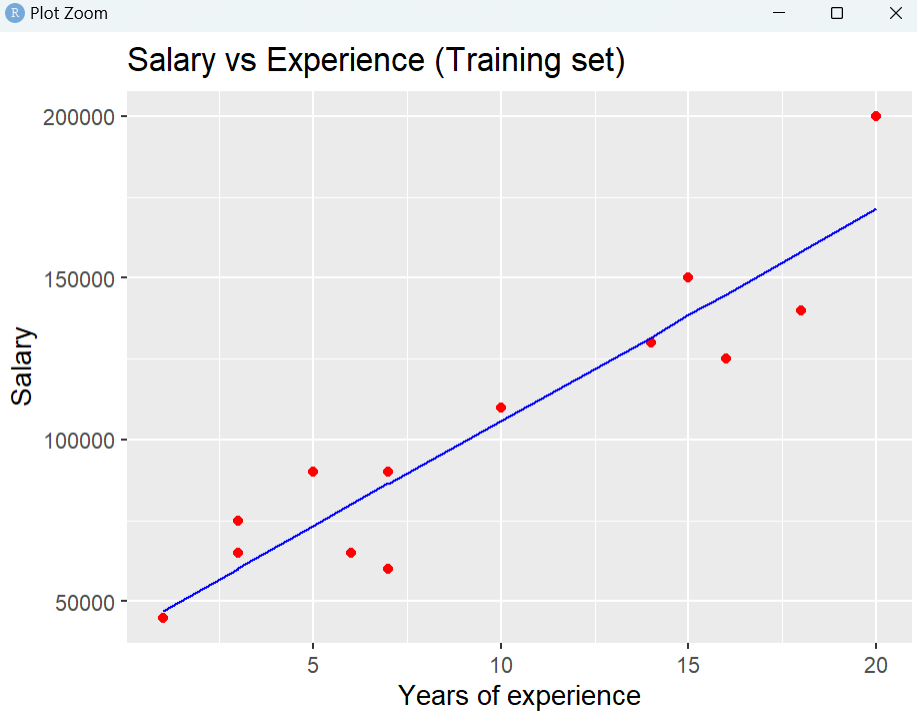 R Plot Zoom
Salary vs Experience (Training set)
200000
150000
100000
50000
Salary
5 10 15 20
Years of experience